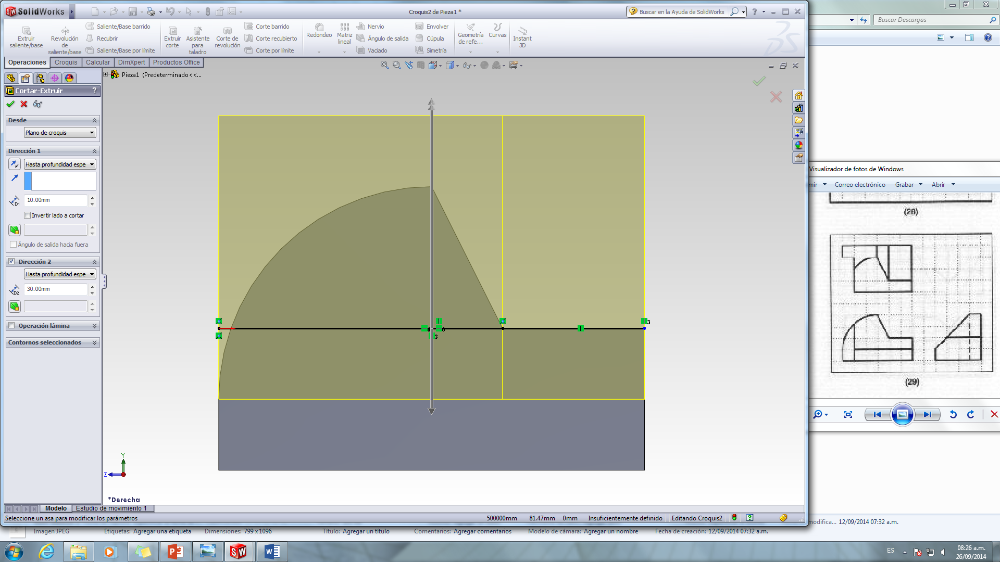 SolidWorks
Croquis2 de Pieza1 *
Buscar en la Ayuda de SolidWorks
Buscar Descargas
Extruir saliente/base
Revolución de saliente/base
Saliente/Base barrido
Recubrir
Saliente/Base por límite
Extruir corte
Asistente para taladro
Corte de revolución
Corte barrido
Corte recubierto
Corte por límite
Redondeo
Matriz lineal
Nervio
Ángulo de salida
Vaciado
Envolver
Cúpula
Simetría
Geometría de refe...
Curvas
Instant 3D
Operaciones
Croquis
Calcular
DimXpert
Productos Office
Pieza1 (Predeterminado<<...
Cortar-Extruir
?
Desde
Plano de croquis
Dirección 1
Hasta profundidad espe
D1
10.00mm
Invertir lado a cortar
Ángulo de salida hacia fuera
Dirección 2
Hasta profundidad espe
D2
30.00mm
Operación lámina
Contornos seleccionados
3
3
Y
Z
*Derecha
Modelo
Estudio de movimiento 1
Seleccione un asa para modificar los parámetros
500000mm
81.47mm
0mm
Insuficientemente definido
Editando Croquis2
Visualizador de fotos de Windows
mir
Correo electrónico
Grabar
Abrir
(28)
(29)
modifica... 12/09/2014 07:32 a.m.
Imagen JPEG
Etiquetas: Agregar una etiqueta
Dimensiones: 799 x 1096
Título: Agregar un título
Comentarios: Agregar comentarios
Modelo de cámara: Agregar un nombre
Fecha de creación: 12/09/2014 07:32 a.m.
ES
08:26 a.m.
26/09/2014